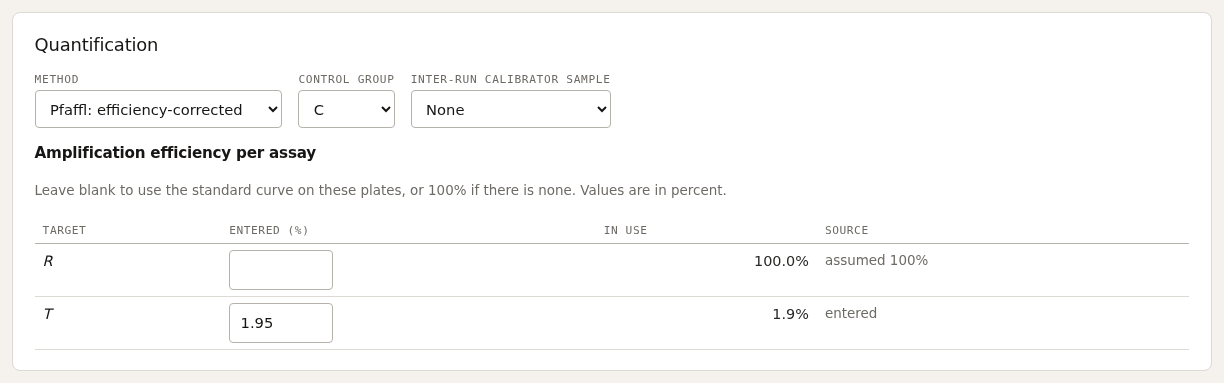 Quantification
METHOD CONTROL GROUP INTER-RUN CALIBRATOR SAMPLE
Pfaffl: efficiency-corrected C None
Amplification efficiency per assay
Leave blank to use the standard curve on these plates, or 100% if there is none. Values are in percent.
TARGET ENTERED (%) IN USE SOURCE
R 100.0% assumed 100%
T 1.95 1.9% entered